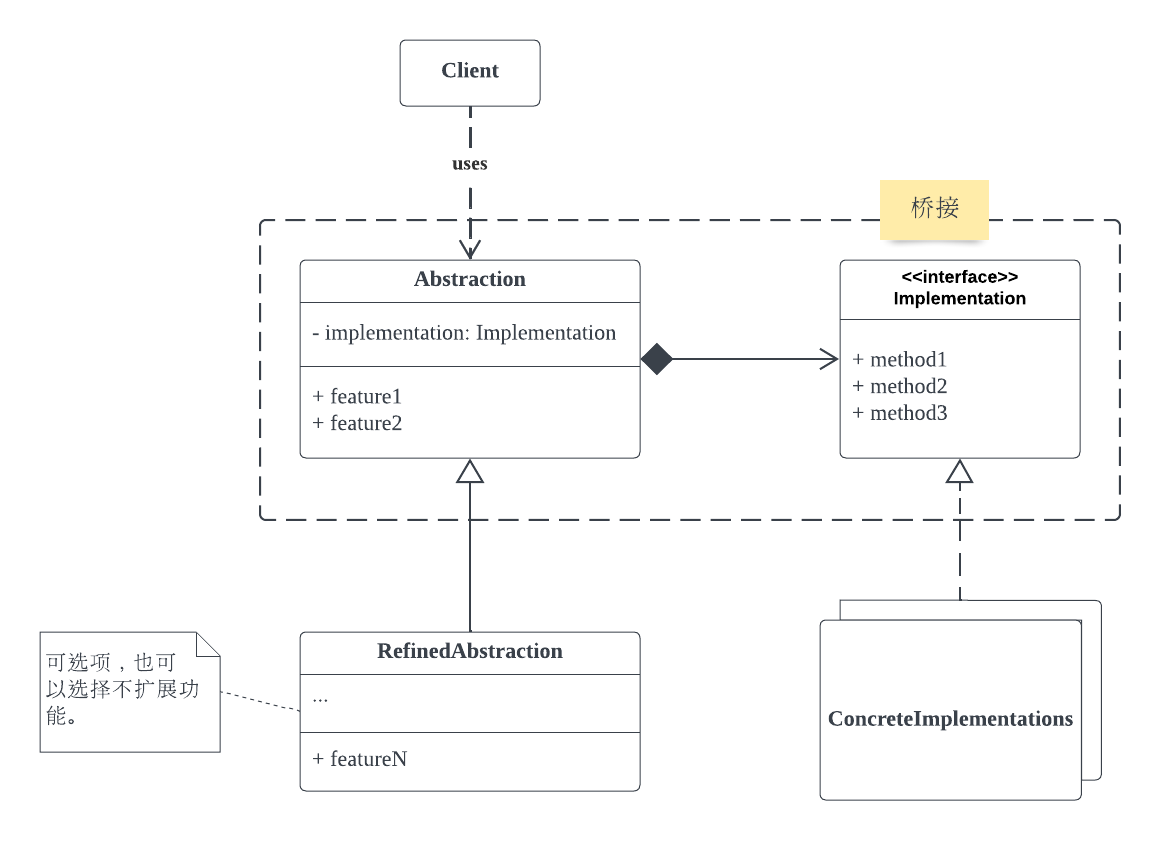 Client
uses
桥接
Abstraction
- implementation: Implementation
+ feature1
+ feature2
<<interface>>
Implementation
+ method1
+ method2
+ method3
可选项，也可
以选择不扩展功
能。
RefinedAbstraction
...
+ featureN
ConcreteImplementations